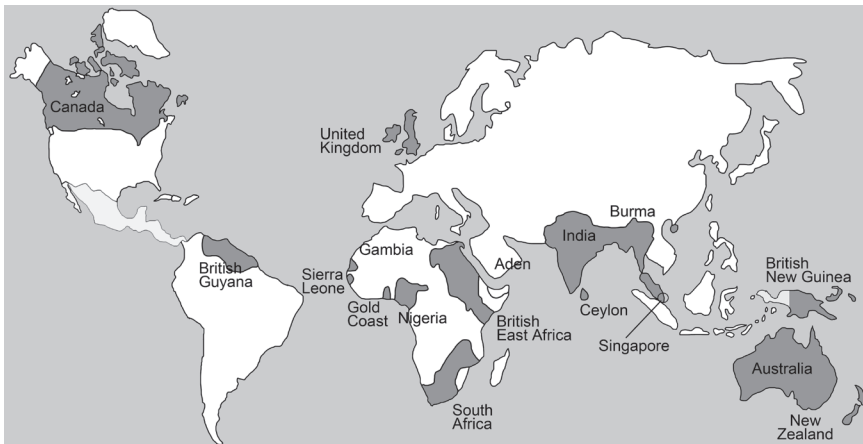 Canada
United
Kingdom
Burma
India
Gambia
Aden
British
New Guinea
British
Guyana
Sierra
Leone
Gold
Coast
Nigeria
British
East Africa
Ceylon
Singapore
Australia
South
Africa
New
Zealand